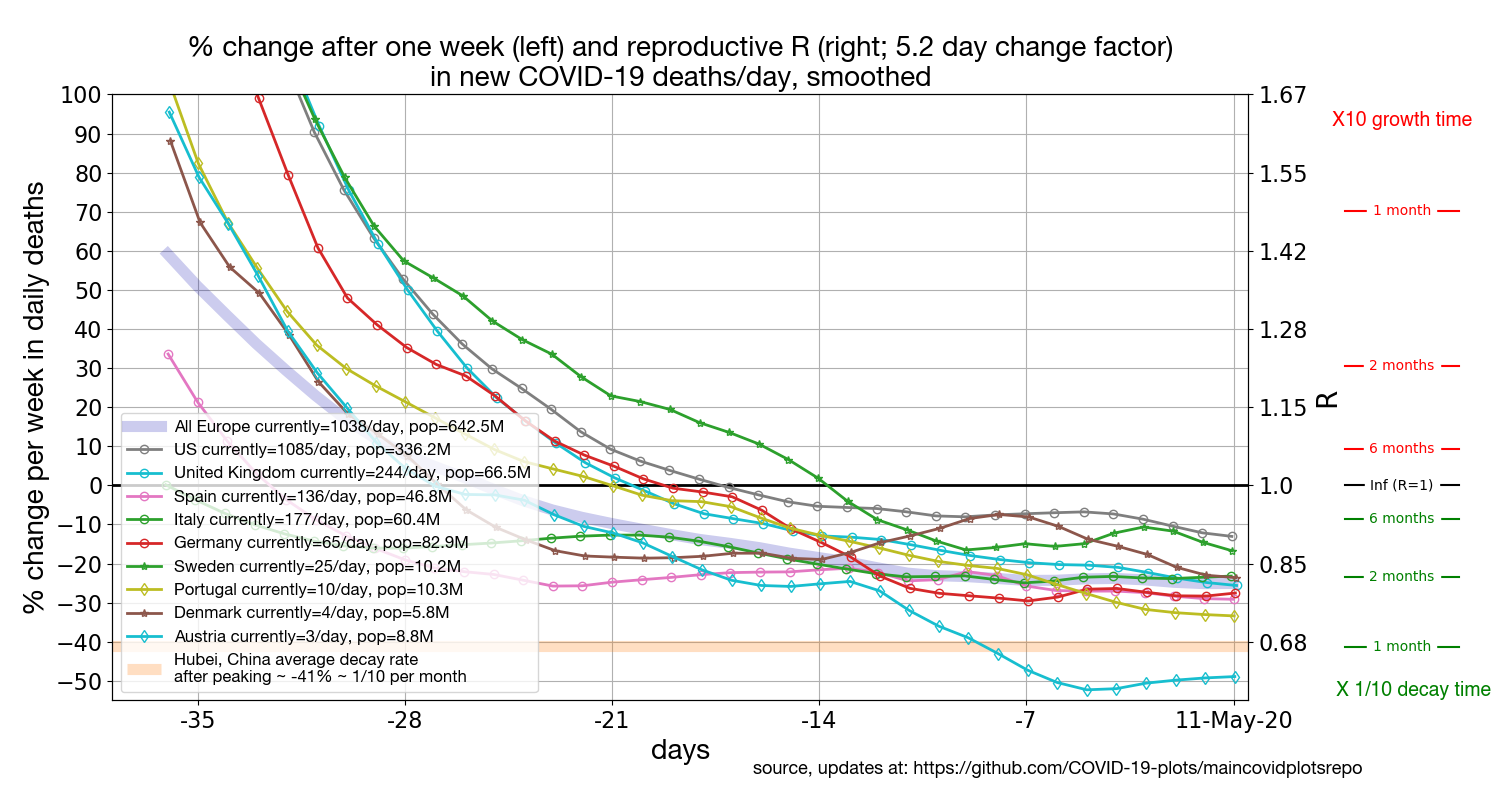 % change after one week (left) and reproductive R (right; 5.2 day change factor)
in new COVID-19 deaths/day, smoothed
% change per week in daily deaths
100
90
80
70
60
50
40
30
20
10
0
−10
−20
−30
−40
−50
All Europe currently=1038/day, pop=642.5M
US currently=1085/day, pop=336.2M
United Kingdom currently=244/day, pop=66.5M
Spain currently=136/day, pop=46.8M
Italy currently=177/day, pop=60.4M
Germany currently=65/day, pop=82.9M
Sweden currently=25/day, pop=10.2M
Portugal currently=10/day, pop=10.3M
Denmark currently=4/day, pop=5.8M
Austria currently=3/day, pop=8.8M
Hubei, China average decay rate
after peaking ~ -41% ~ 1/10 per month
-35
-28
-21
-14
-7
11-May-20
days
1.67
1.55
1.42
1.28
1.15
1.0
0.85
0.68
R
X10 growth time
1 month
2 months
6 months
Inf (R=1)
6 months
2 months
1 month
X 1/10 decay time
source, updates at: https://github.com/COVID-19-plots/maincovidplotsrepo